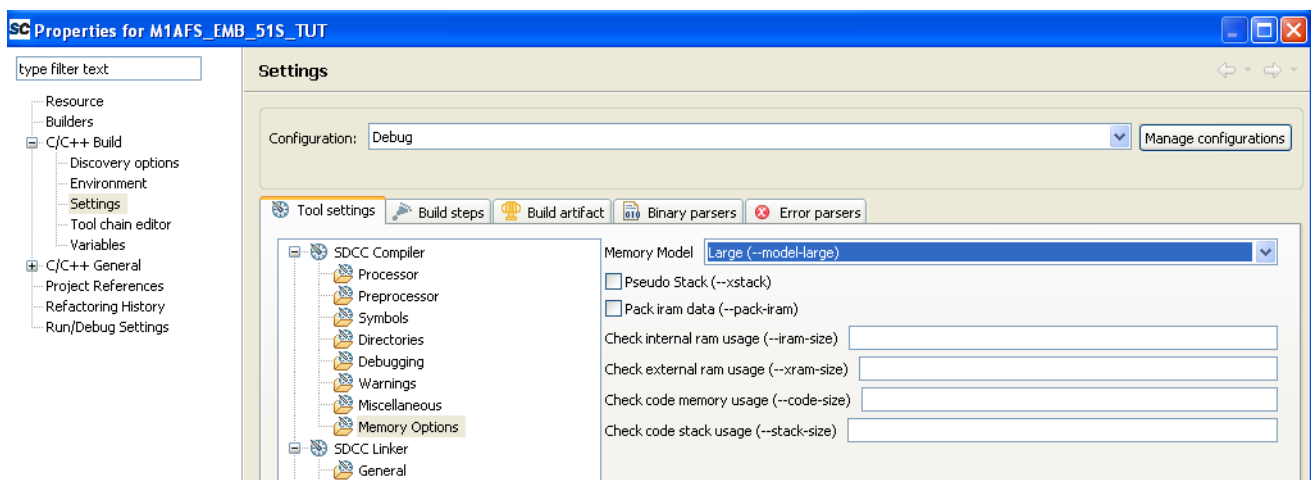 SC Properties for M1AFS_EMB_51S_TUT
type filter text
Resource
Builders
C/C++ Build
Discovery options
Environment
Settings
Tool chain editor
Variables
C/C++ General
Project References
Refactoring History
Run/Debug Settings
Settings
Configuration: Debug
Manage configurations
Tool settings Build steps Build artifact Binary parsers Error parsers
SDCC Compiler
Processor
Preprocessor
Symbols
Directories
Debugging
Warnings
Miscellaneous
Memory Options
SDCC Linker
General
Memory Model Large (--model-large)
Pseudo Stack (--xstack)
Pack iram data (--pack-iram)
Check internal ram usage (--iram-size)
Check external ram usage (--xram-size)
Check code memory usage (--code-size)
Check code stack usage (--stack-size)